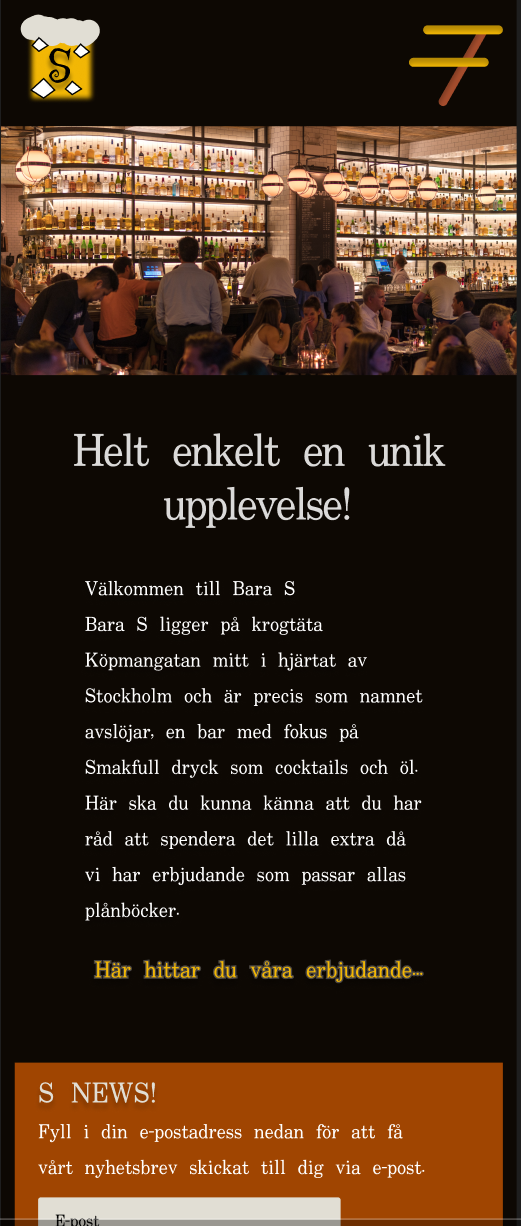 S
Helt enkelt en unik
upplevelse!
Välkommen till Bara S
Bara S ligger på krogtäta
Köpmangatan mitt i hjärtat av
Stockholm och är precis som namnet
avslöjar, en bar med fokus på
Smakfull dryck som cocktails och öl.
Här ska du kunna känna att du har
råd att spendera det lilla extra då
vi har erbjudande som passar allas
plånböcker.
Här hittar du våra erbjudande...
S NEWS!
Fyll i din e-postadress nedan för att få
vårt nyhetsbrev skickat till dig via e-post.
E-post